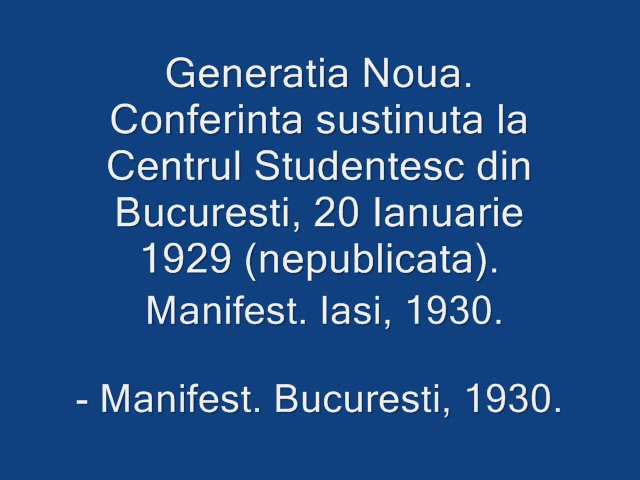 Generatia Noua.
Conferinta sustinuta la
Centrul Studentesc din
Bucuresti, 20 Ianuarie
1929 (nepublicata).
Manifest. Iasi, 1930.
- Manifest. Bucuresti, 1930.